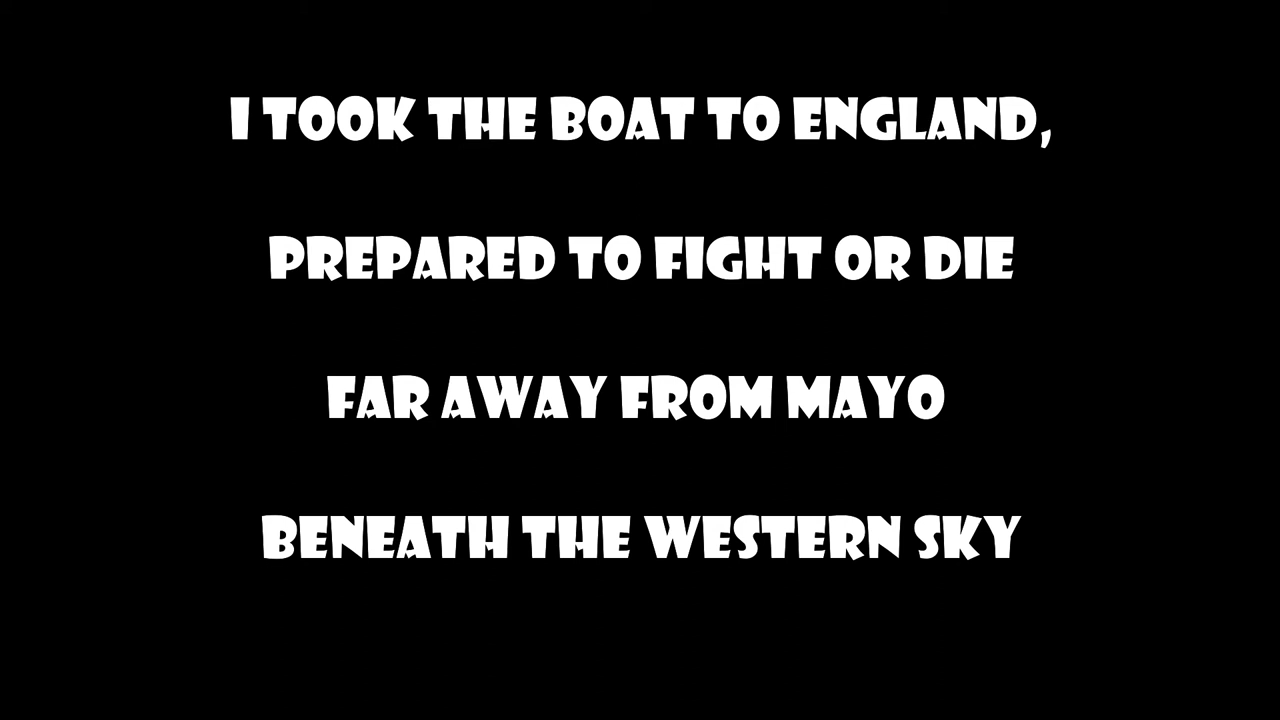 I TOOK THE BOAT TO ENGLAND,
PREPARED TO FIGHT OR DIE
FAR AWAY FROM MAYO
BENEATH THE WESTERN SKY